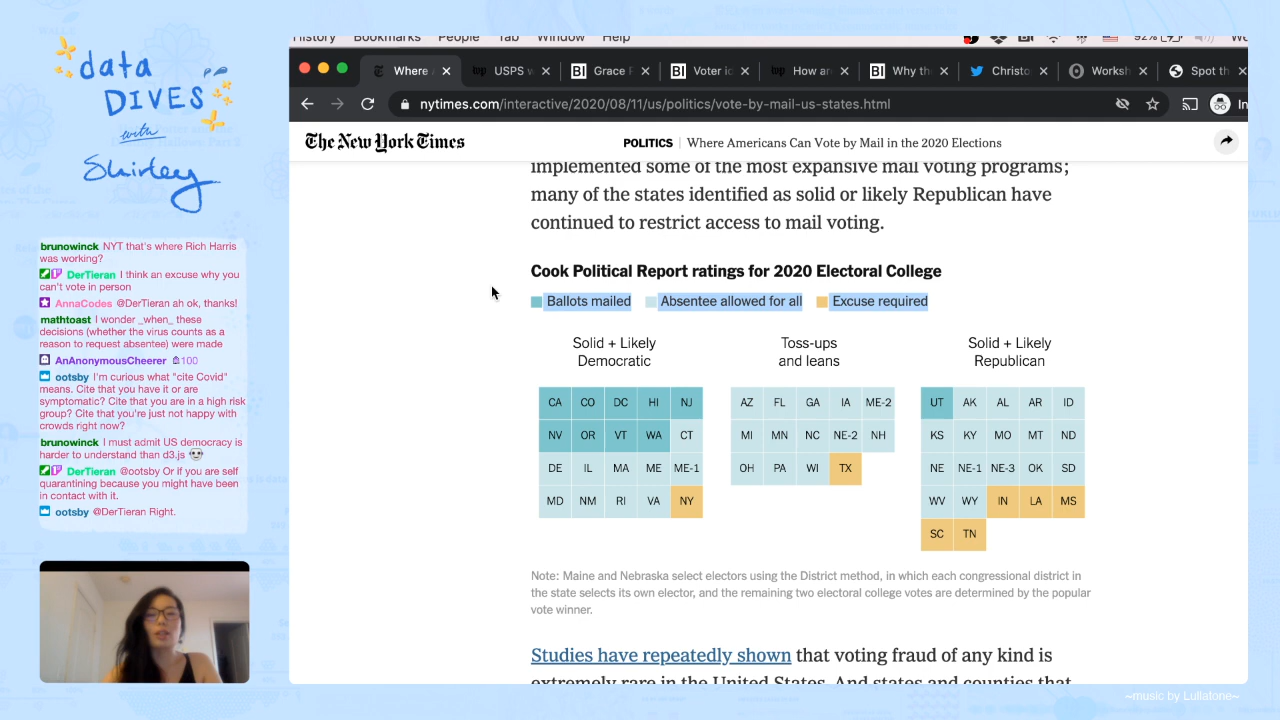 data
DIVES
with
Shirley
brunowinck NYT that's where Rich Harris
was working?
DerTieran I think an excuse why you
can't vote in person
AnnaCodes @DerTieran ah ok, thanks!
mathtoast I wonder _when_ these
decisions (whether the virus counts as a
reason to request absentee) were made
AnAnonymousCheerer 100
ootsby I'm curious what "cite Covid"
means. Cite that you have it or are
symptomatic? Cite that you are in a high risk
group? Cite that you're just not happy with
crowds right now?
brunowinck I must admit US democracy is
harder to understand than d3.js
DerTieran @ootsby Or if you are self
quarantining because you might have been
in contact with it.
ootsby @DerTieran Right.
History Bookmarks People Tab Window Help 92%
Where USPS w Grace Voter ic How ar Why th Christo Worksh Spot th
nytimes.com/interactive/2020/08/11/us/politics/vote-by-mail-us-states.html In
The New York Times POLITICS | Where Americans Can Vote by Mail in the 2020 Elections
implemented some of the most expansive mail voting programs;
many of the states identified as solid or likely Republican have
continued to restrict access to mail voting.
Cook Political Report ratings for 2020 Electoral College
Ballots mailed Absentee allowed for all Excuse required
Solid + Likely
Democratic
CA CO DC HI NJ
NV OR VT WA CT
DE IL MA ME ME-1
MD NM RI VA NY
Toss-ups
and leans
AZ FL GA IA ME-2
MI MN NC NE-2 NH
OH PA WI TX
Solid + Likely
Republican
UT AK AL AR ID
KS KY MO MT ND
NE NE-1 NE-3 OK SD
WV WY IN LA MS
SC TN
Note: Maine and Nebraska select electors using the District method, in which each congressional district in
the state selects its own elector, and the remaining two electoral college votes are determined by the popular
vote winner.
Studies have repeatedly shown that voting fraud of any kind is
extremely rare in the United States. And states and counties that
~music by Lullatone~